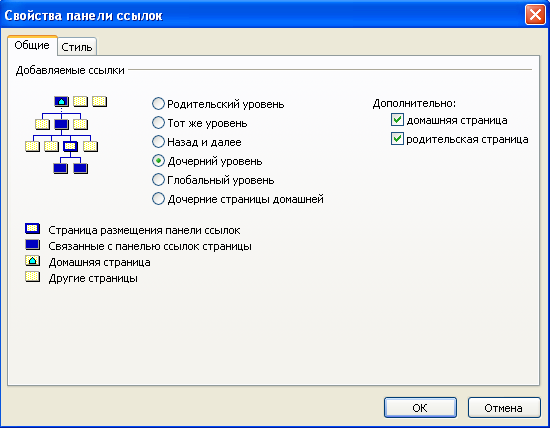 Свойства панели ссылок
Общие
Стиль
Добавляемые ссылки
Родительский уровень
Тот же уровень
Назад и далее
Дочерний уровень
Глобальный уровень
Дочерние страницы домашней
Дополнительно:
домашняя страница
родительская страница
Страница размещения панели ссылок
Связанные с панелью ссылок страницы
Домашняя страница
Другие страницы
ОК
Отмена